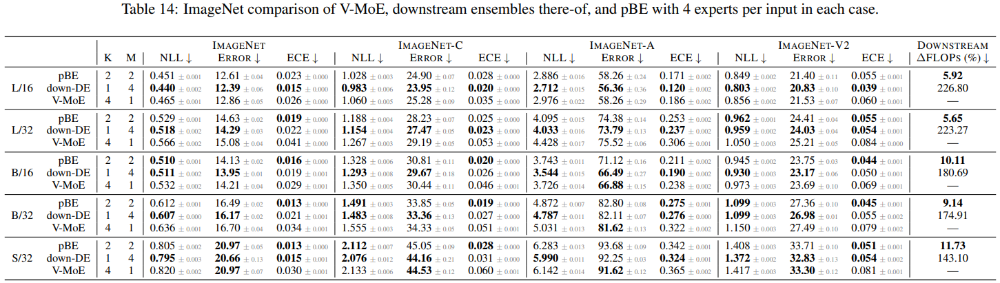 Table 14: ImageNet comparison of V-MoE, downstream ensembles there-of, and pBE with 4 experts per input in each case.
IMAGENET IMAGENET-C IMAGENET-A IMAGENET-V2 DOWNSTREAM
K M NLL ↓ ERROR ↓ ECE ↓ NLL ↓ ERROR ↓ ECE ↓ NLL ↓ ERROR ↓ ECE ↓ NLL ↓ ERROR ↓ ECE ↓ ΔFLOPS (%) ↓
pBE 2 2 0.451 ± 0.001 12.61 ± 0.04 0.023 ± 0.000 1.028 ± 0.003 24.90 ± 0.07 0.028 ± 0.000 2.886 ± 0.015 58.26 ± 0.24 0.171 ± 0.002 0.849 ± 0.002 21.40 ± 0.11 0.055 ± 0.001 5.92
L/16 down-DE 1 4 0.440 ± 0.002 12.39 ± 0.06 0.015 ± 0.000 0.983 ± 0.006 23.95 ± 0.12 0.020 ± 0.000 2.712 ± 0.015 56.36 ± 0.36 0.120 ± 0.002 0.803 ± 0.002 20.83 ± 0.10 0.039 ± 0.001 226.80
V-MoE 4 1 0.465 ± 0.001 12.86 ± 0.05 0.026 ± 0.000 1.060 ± 0.005 25.28 ± 0.09 0.035 ± 0.000 2.976 ± 0.022 58.26 ± 0.29 0.186 ± 0.002 0.856 ± 0.002 21.53 ± 0.07 0.060 ± 0.001 —
pBE 2 2 0.529 ± 0.001 14.63 ± 0.02 0.019 ± 0.000 1.188 ± 0.004 28.23 ± 0.07 0.025 ± 0.000 4.095 ± 0.015 74.38 ± 0.14 0.253 ± 0.002 0.962 ± 0.001 24.41 ± 0.04 0.055 ± 0.001 5.65
L/32 down-DE 1 4 0.518 ± 0.002 14.29 ± 0.03 0.022 ± 0.000 1.154 ± 0.004 27.47 ± 0.05 0.023 ± 0.000 4.033 ± 0.016 73.79 ± 0.13 0.237 ± 0.002 0.959 ± 0.002 24.03 ± 0.04 0.054 ± 0.001 223.27
V-MoE 4 1 0.566 ± 0.002 15.08 ± 0.04 0.041 ± 0.000 1.267 ± 0.003 29.19 ± 0.05 0.053 ± 0.000 4.428 ± 0.017 75.52 ± 0.06 0.306 ± 0.001 1.050 ± 0.003 25.21 ± 0.05 0.084 ± 0.000 —
pBE 2 2 0.510 ± 0.001 14.13 ± 0.02 0.016 ± 0.000 1.328 ± 0.006 30.81 ± 0.11 0.020 ± 0.000 3.743 ± 0.011 71.12 ± 0.16 0.211 ± 0.002 0.945 ± 0.002 23.75 ± 0.03 0.044 ± 0.001 10.11
B/16 down-DE 1 4 0.511 ± 0.002 13.95 ± 0.01 0.019 ± 0.001 1.293 ± 0.008 29.67 ± 0.18 0.026 ± 0.000 3.544 ± 0.015 66.49 ± 0.27 0.190 ± 0.002 0.930 ± 0.003 23.17 ± 0.06 0.050 ± 0.001 180.69
V-MoE 4 1 0.532 ± 0.002 14.21 ± 0.04 0.029 ± 0.001 1.350 ± 0.005 30.44 ± 0.11 0.046 ± 0.001 3.726 ± 0.014 66.88 ± 0.15 0.238 ± 0.002 0.973 ± 0.003 23.69 ± 0.10 0.069 ± 0.001 —
pBE 2 2 0.612 ± 0.001 16.49 ± 0.02 0.013 ± 0.000 1.491 ± 0.003 33.85 ± 0.05 0.019 ± 0.000 4.872 ± 0.007 82.80 ± 0.08 0.275 ± 0.001 1.099 ± 0.003 27.36 ± 0.10 0.045 ± 0.001 9.14
B/32 down-DE 1 4 0.607 ± 0.000 16.17 ± 0.02 0.021 ± 0.001 1.483 ± 0.008 33.36 ± 0.13 0.027 ± 0.000 4.787 ± 0.011 82.11 ± 0.07 0.276 ± 0.000 1.099 ± 0.003 26.98 ± 0.01 0.055 ± 0.002 174.91
V-MoE 4 1 0.636 ± 0.001 16.70 ± 0.04 0.034 ± 0.001 1.555 ± 0.003 34.33 ± 0.05 0.051 ± 0.001 5.031 ± 0.013 81.62 ± 0.13 0.322 ± 0.002 1.150 ± 0.003 27.49 ± 0.10 0.079 ± 0.002 —
pBE 2 2 0.805 ± 0.002 20.97 ± 0.05 0.013 ± 0.000 2.112 ± 0.007 45.05 ± 0.09 0.028 ± 0.000 6.283 ± 0.013 93.68 ± 0.09 0.342 ± 0.001 1.408 ± 0.003 33.71 ± 0.10 0.051 ± 0.001 11.73
S/32 down-DE 1 4 0.795 ± 0.003 20.66 ± 0.13 0.015 ± 0.001 2.076 ± 0.012 44.16 ± 0.21 0.031 ± 0.000 5.990 ± 0.011 92.25 ± 0.03 0.324 ± 0.001 1.372 ± 0.002 32.83 ± 0.13 0.054 ± 0.002 143.10
V-MoE 4 1 0.820 ± 0.002 20.97 ± 0.07 0.030 ± 0.001 2.133 ± 0.006 44.53 ± 0.12 0.060 ± 0.001 6.142 ± 0.014 91.62 ± 0.12 0.365 ± 0.002 1.417 ± 0.003 33.30 ± 0.12 0.081 ± 0.001 —